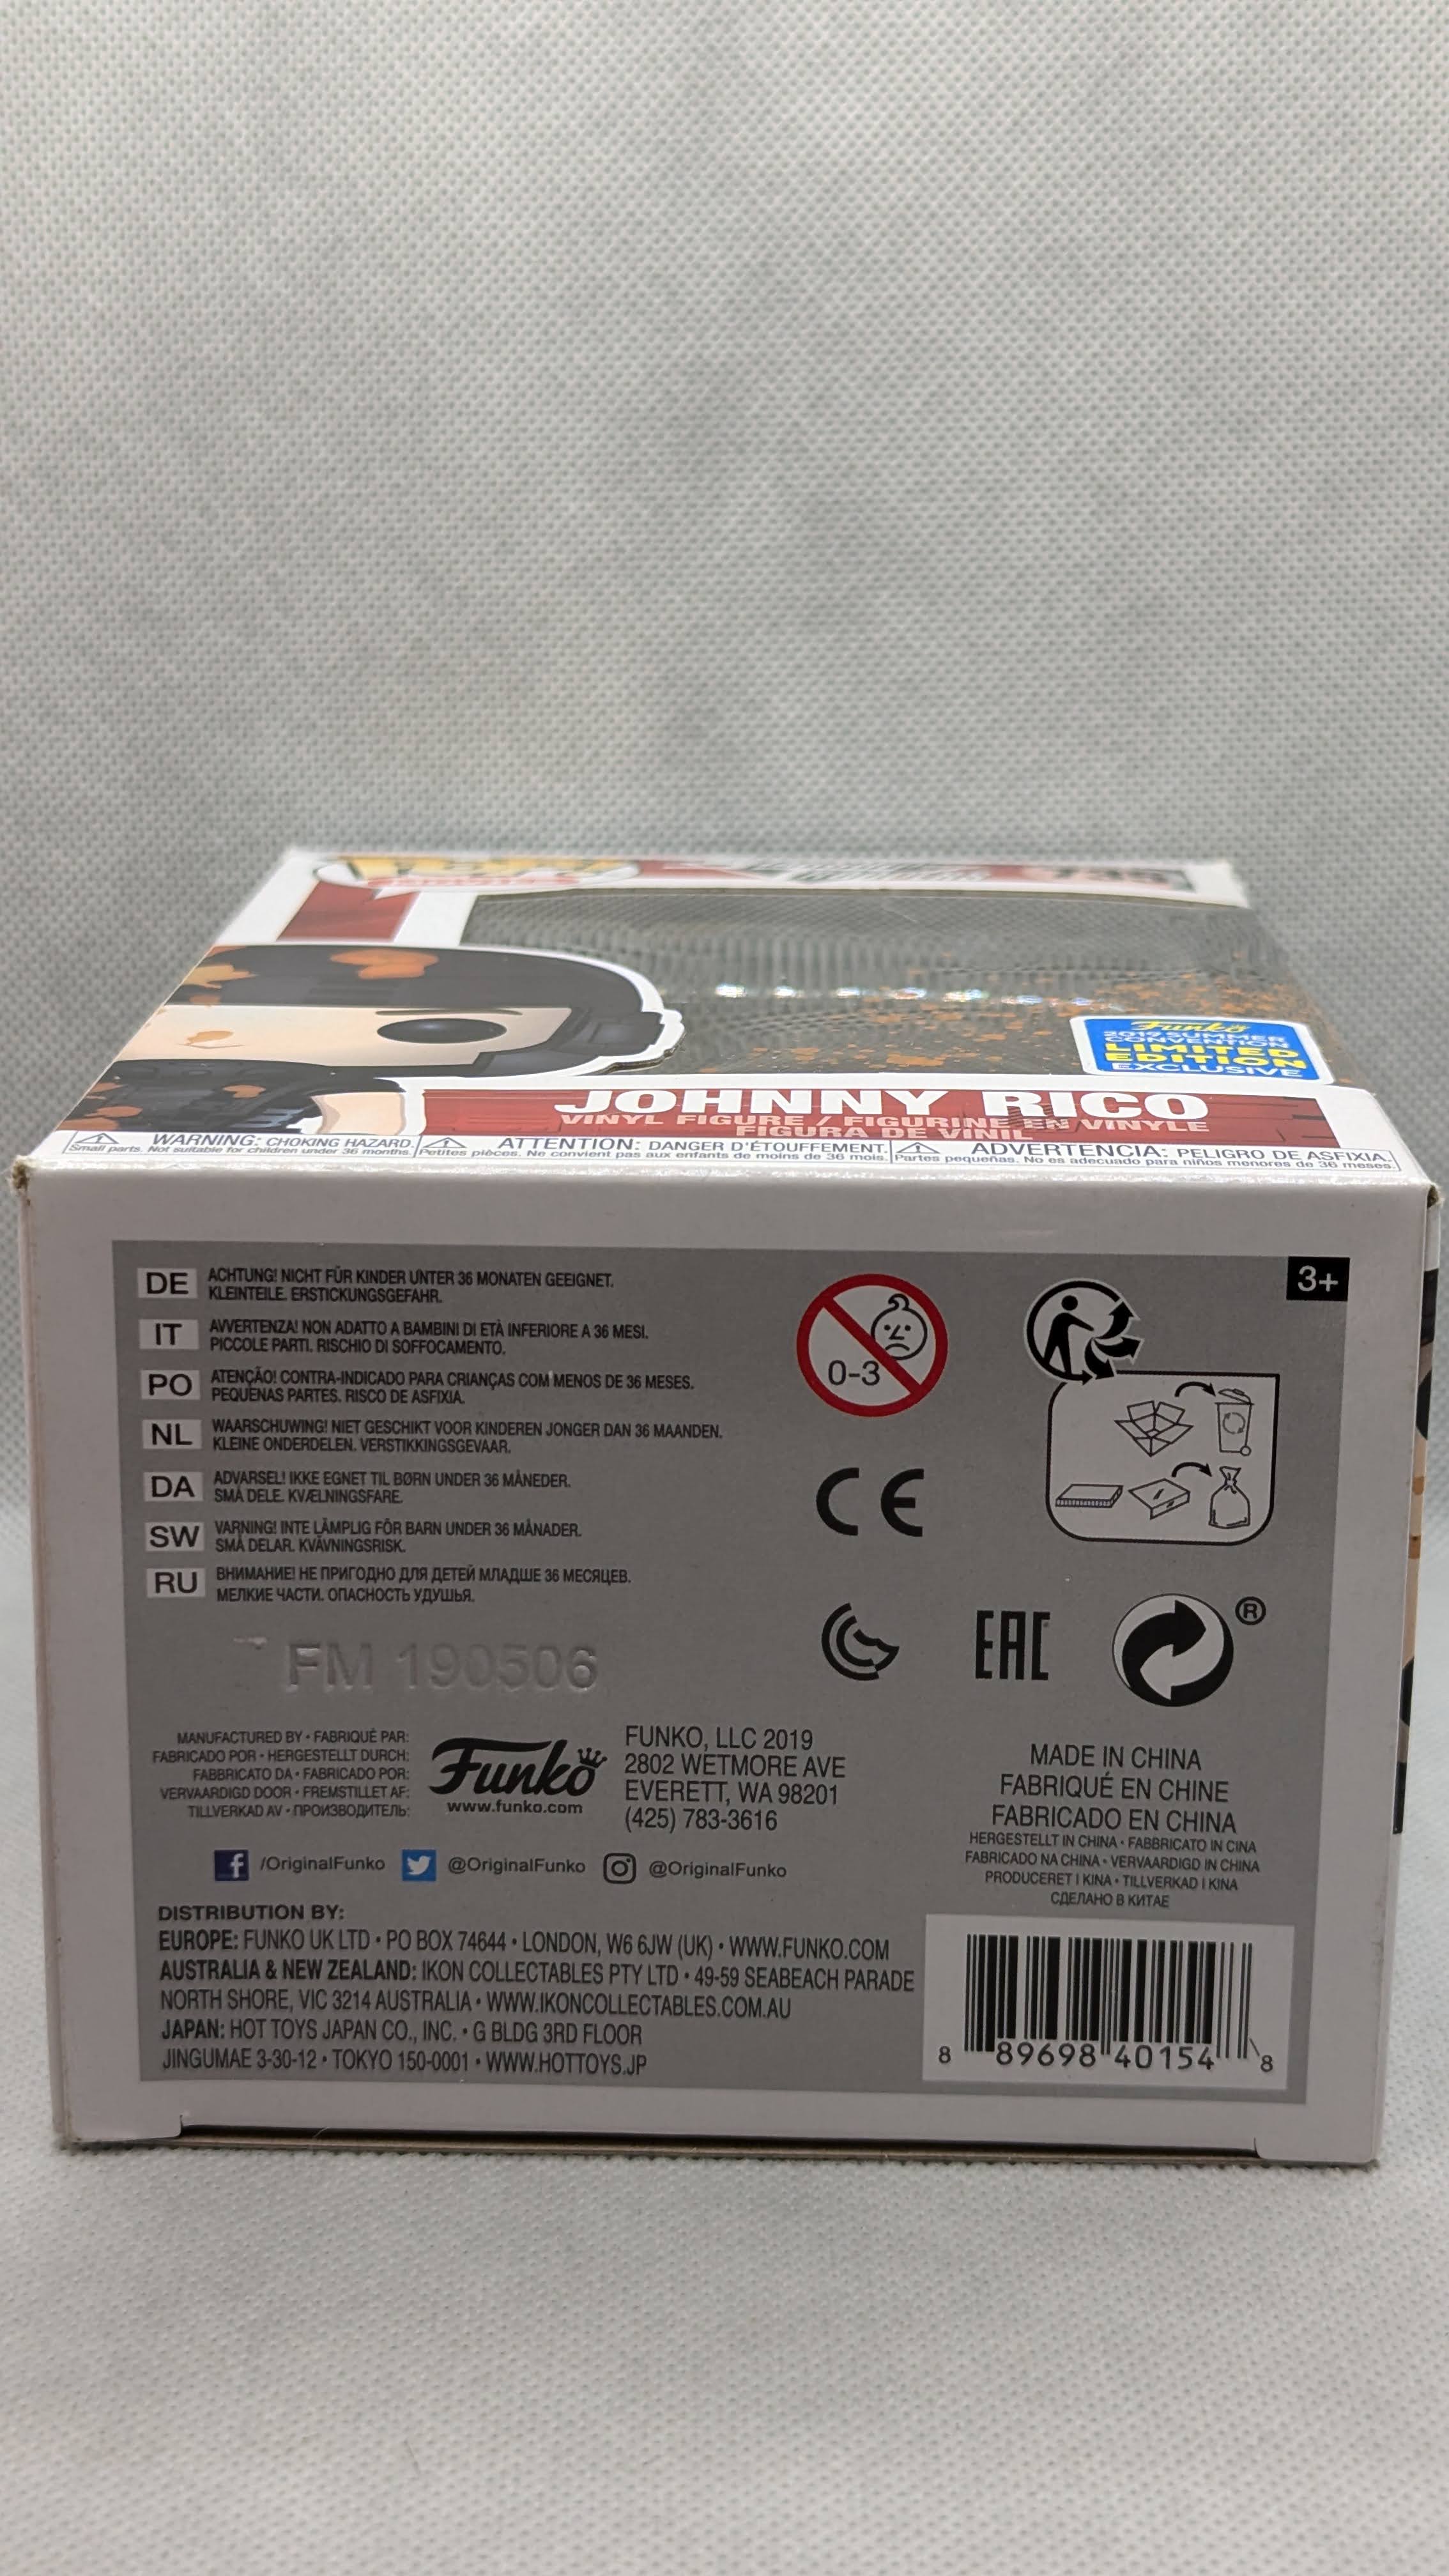 Funko
2019 SUMMER
CONVENTION
LIMITED
EDITION
EXCLUSIVE
JOHNNY RICO
VINYL FIGURE / FIGURINE EN VINYLE
FIGURA DE VINIL
WARNING: CHOKING HAZARD.
Small parts. Not suitable for children under 36 months.
ATTENTION: DANGER D'ÉTOUFFEMENT.
Petites pièces. Ne convient pas aux enfants de moins de 36 mois.
ADVERTENCIA: PELIGRO DE ASFIXIA.
Partes pequeñas. No es adecuado para niños menores de 36 meses.
3+
DE ACHTUNG! NICHT FÜR KINDER UNTER 36 MONATEN GEEIGNET.
KLEINTEILE. ERSTICKUNGSGEFAHR.
IT AVVERTENZA! NON ADATTO A BAMBINI DI ETÀ INFERIORE A 36 MESI.
PICCOLE PARTI. RISCHIO DI SOFFOCAMENTO.
PO ATENÇÃO! CONTRA-INDICADO PARA CRIANÇAS COM MENOS DE 36 MESES.
PEQUENAS PARTES. RISCO DE ASFIXIA.
NL WAARSCHUWING! NIET GESCHIKT VOOR KINDEREN JONGER DAN 36 MAANDEN.
KLEINE ONDERDELEN. VERSTIKKINGSGEVAAR.
DA ADVARSEL! IKKE EGNET TIL BØRN UNDER 36 MÅNEDER.
SMÅ DELE. KVÆLNINGSFARE.
SW VARNING! INTE LÄMPLIG FÖR BARN UNDER 36 MÅNADER.
SMÅ DELAR. KVÄVNINGSRISK.
RU ВНИМАНИЕ! НЕ ПРИГОДНО ДЛЯ ДЕТЕЙ МЛАДШЕ 36 МЕСЯЦЕВ.
МЕЛКИЕ ЧАСТИ. ОПАСНОСТЬ УДУШЬЯ.
0-3
CE
EAC
®
FM 190506
MANUFACTURED BY • FABRIQUÉ PAR:
FABRICADO POR • HERGESTELLT DURCH:
FABBRICATO DA • FABRICADO POR:
VERVAARDIGD DOOR • FREMSTILLET AF:
TILLVERKAD AV • ПРОИЗВОДИТЕЛЬ:
Funko
www.funko.com
FUNKO, LLC 2019
2802 WETMORE AVE
EVERETT, WA 98201
(425) 783-3616
/OriginalFunko @OriginalFunko @OriginalFunko
MADE IN CHINA
FABRIQUÉ EN CHINE
FABRICADO EN CHINA
HERGESTELLT IN CHINA • FABBRICATO IN CINA
FABRICADO NA CHINA • VERVAARDIGD IN CHINA
PRODUCERET I KINA • TILLVERKAD I KINA
СДЕЛАНО В КИТАЕ
DISTRIBUTION BY:
EUROPE: FUNKO UK LTD • PO BOX 74644 • LONDON, W6 6JW (UK) • WWW.FUNKO.COM
AUSTRALIA & NEW ZEALAND: IKON COLLECTABLES PTY LTD • 49-59 SEABEACH PARADE
NORTH SHORE, VIC 3214 AUSTRALIA • WWW.IKONCOLLECTABLES.COM.AU
JAPAN: HOT TOYS JAPAN CO., INC. • G BLDG 3RD FLOOR
JINGUMAE 3-30-12 • TOKYO 150-0001 • WWW.HOTTOYS.JP
8 89698 40154 8